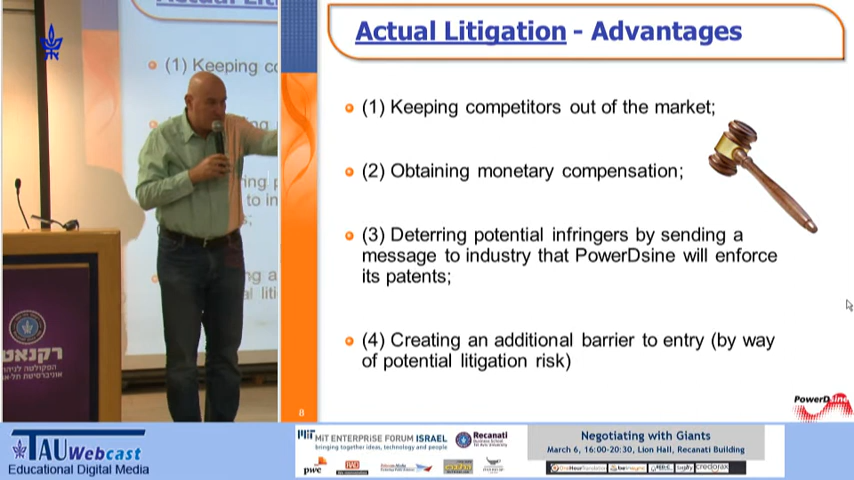 Actual Litigation - Advantages
(1) Keeping competitors out of the market;
(2) Obtaining monetary compensation;
(3) Deterring potential infringers by sending a
message to industry that PowerDsine will enforce
its patents;
(4) Creating an additional barrier to entry (by way
of potential litigation risk)
8
PowerDsine
(1) Keeping co
רקנאטי
הפקולטה לניהול
TAU Webcast
Educational Digital Media
MIT ENTERPRISE FORUM ISRAEL
bringing together ideas, technology and people
Recanati
pwc
Negotiating with Giants
March 6, 16:00-20:30, Lion Hall, Recanati Building